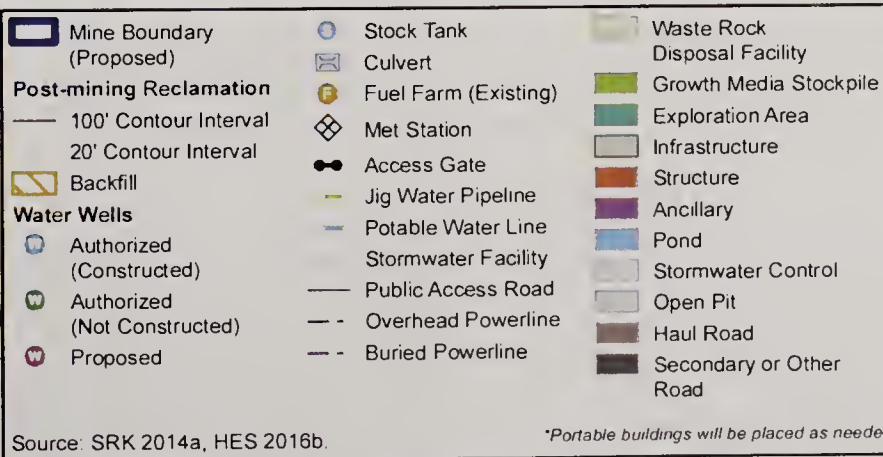 Mine Boundary
(Proposed)
Post-mining Reclamation
100' Contour Interval
20' Contour Interval
Backfill
Water Wells
W Authorized
(Constructed)
W Authorized
(Not Constructed)
W Proposed
Stock Tank
Culvert
F Fuel Farm (Existing)
Met Station
Access Gate
Jig Water Pipeline
Potable Water Line
Stormwater Facility
Public Access Road
Overhead Powerline
Buried Powerline
Waste Rock
Disposal Facility
Growth Media Stockpile
Exploration Area
Infrastructure
Structure
Ancillary
Pond
Stormwater Control
Open Pit
Haul Road
Secondary or Other
Road
Source: SRK 2014a, HES 2016b.
*Portable buildings will be placed as neede